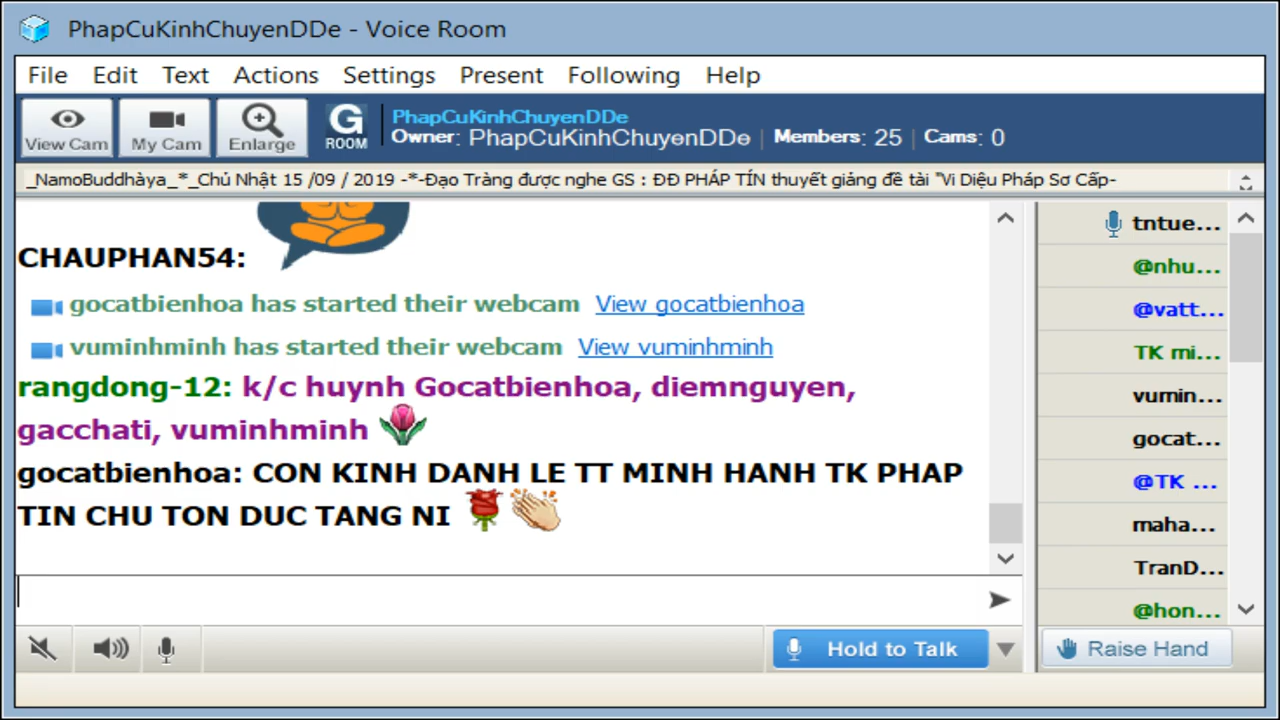 PhapCuKinhChuyenDDe - Voice Room
File Edit Text Actions Settings Present Following Help
View Cam My Cam Enlarge G ROOM
PhapCuKinhChuyenDDe
Owner: PhapCuKinhChuyenDDe | Members: 25 | Cams: 0
_NamoBuddhàya_*_Chủ Nhật 15 /09 / 2019 -*-Đạo Tràng được nghe GS : ĐĐ PHÁP TÍN thuyết giảng đề tài "Vi Diệu Pháp Sơ Cấp-
CHAUPHAN54:
gocatbienhoa has started their webcam View gocatbienhoa
vuminhminh has started their webcam View vuminhminh
rangdong-12: k/c huynh Gocatbienhoa, diemnguyen,
gacchati, vuminhminh
gocatbienhoa: CON KINH DANH LE TT MINH HANH TK PHAP
TIN CHU TON DUC TANG NI
tntue...
@nhu...
@vatt...
TK mi...
vumin...
gocat...
@TK ...
maha...
TranD...
@hon...
Hold to Talk
Raise Hand